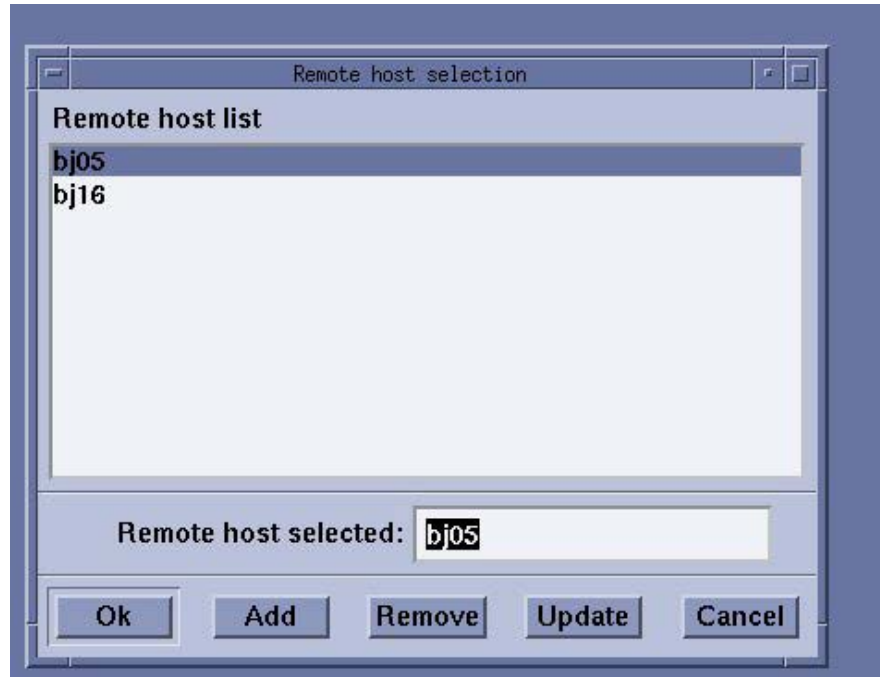 Remote host selection
Remote host list
bj05
bj16
Remote host selected: bj05
Ok Add Remove Update Cancel